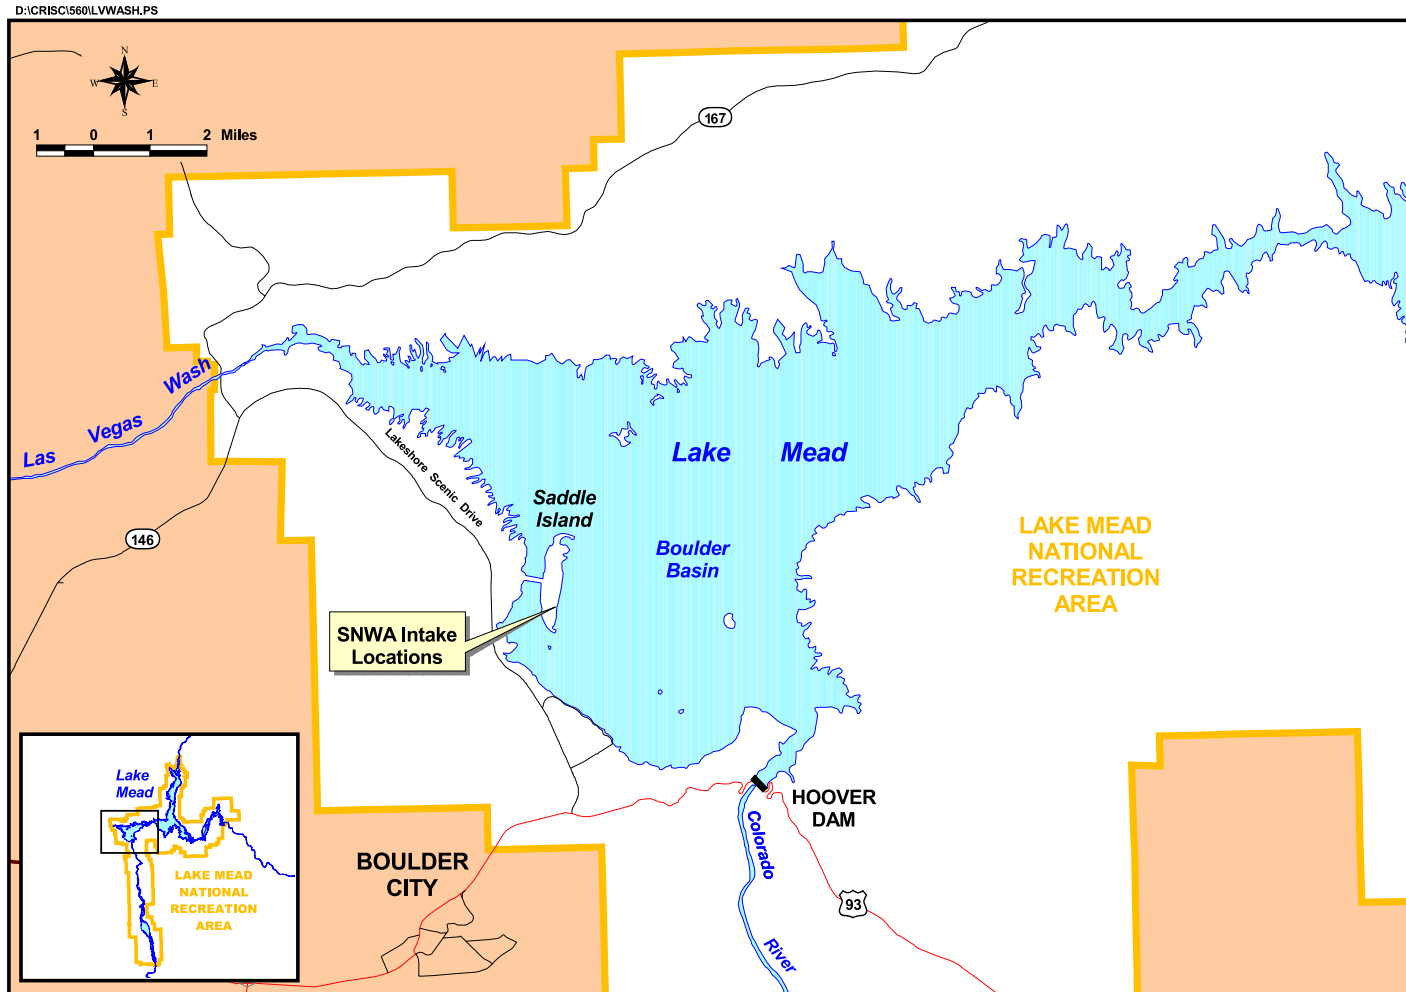 D:\CRISC\560\LVWASH.PS
N
W E
S
1 0 1 2 Miles
167
Las Vegas Wash
Lakeshore Scenic Drive
Lake Mead
Saddle
Island
Boulder
Basin
146
LAKE MEAD
NATIONAL
RECREATION
AREA
SNWA Intake
Locations
Lake
Mead
LAKE MEAD
NATIONAL
RECREATION
AREA
HOOVER
DAM
Colorado
River
BOULDER
CITY
93